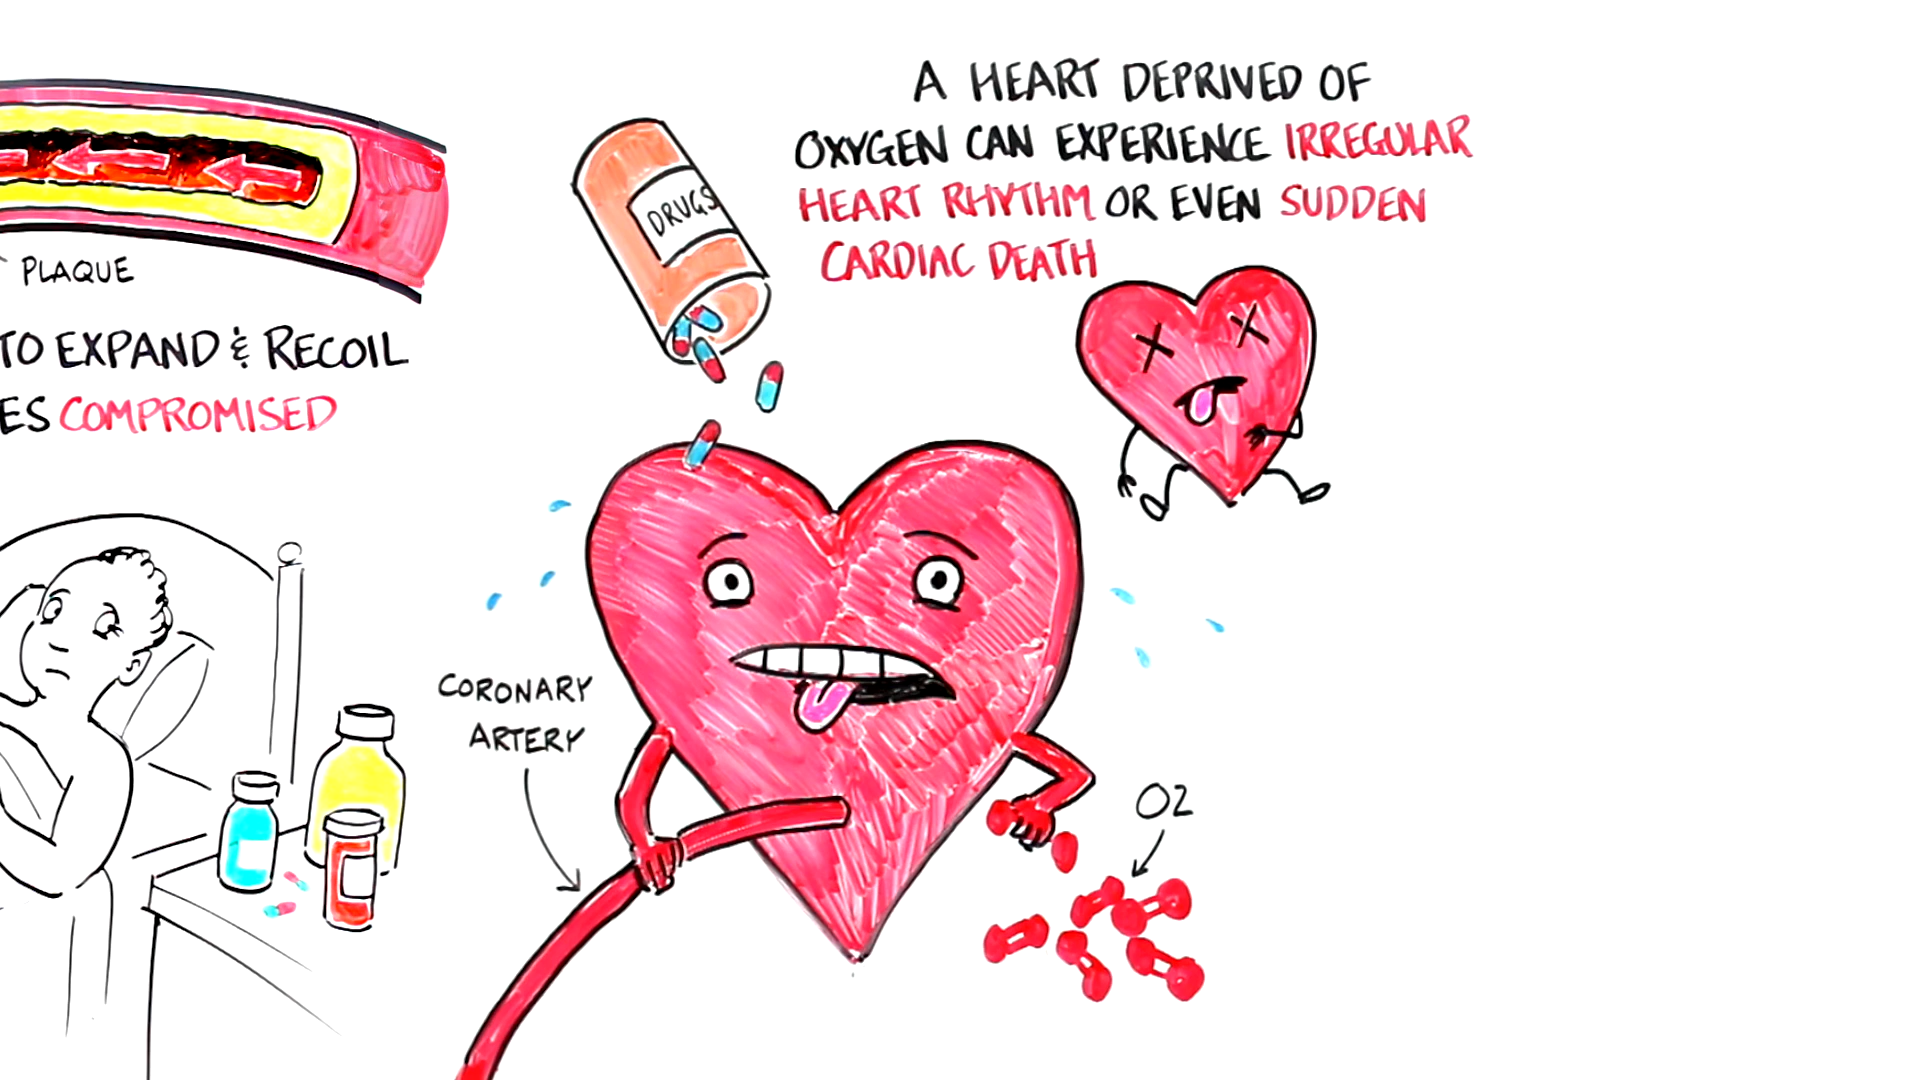 PLAQUE
TO EXPAND & RECOIL
ES COMPROMISED
DRUGS
A HEART DEPRIVED OF
OXYGEN CAN EXPERIENCE IRREGULAR
HEART RHYTHM OR EVEN SUDDEN
CARDIAC DEATH
CORONARY
ARTERY
O2